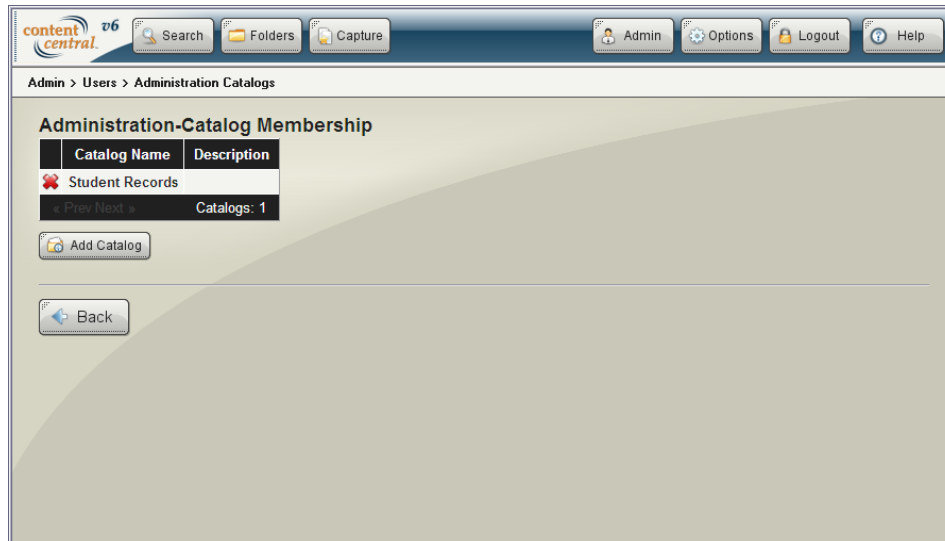 content central. v6 Search Folders Capture Admin Options Logout Help
Admin > Users > Administration Catalogs
Administration-Catalog Membership
Catalog Name Description
Student Records
« Prev Next » Catalogs: 1
Add Catalog
Back